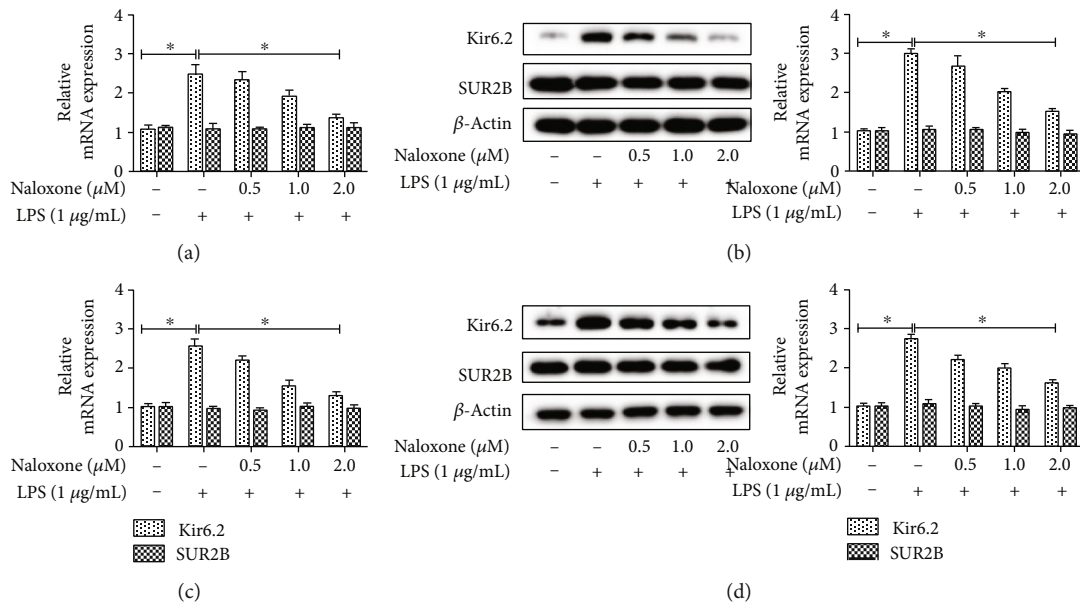 4
3
2
1
0
Relative
mRNA expression
* *
Naloxone (μM) – – 0.5 1.0 2.0
LPS (1 μg/mL) – + + + +
(a)
Kir6.2
SUR2B
β-Actin
Naloxone (μM) – – 0.5 1.0 2.0
LPS (1 μg/mL) – + + + +
4
3
2
1
0
Relative
mRNA expression
* *
Naloxone (μM) – – 0.5 1.0 2.0
LPS (1 μg/mL) – + + + +
(b)
4
3
2
1
0
Relative
mRNA expression
* *
Naloxone (μM) – – 0.5 1.0 2.0
LPS (1 μg/mL) – + + + +
Kir6.2
SUR2B
(c)
Kir6.2
SUR2B
β-Actin
Naloxone (μM) – – 0.5 1.0 2.0
LPS (1 μg/mL) – + + + +
4
3
2
1
0
Relative
mRNA expression
* *
Naloxone (μM) – – 0.5 1.0 2.0
LPS (1 μg/mL) – + + + +
Kir6.2
SUR2B
(d)